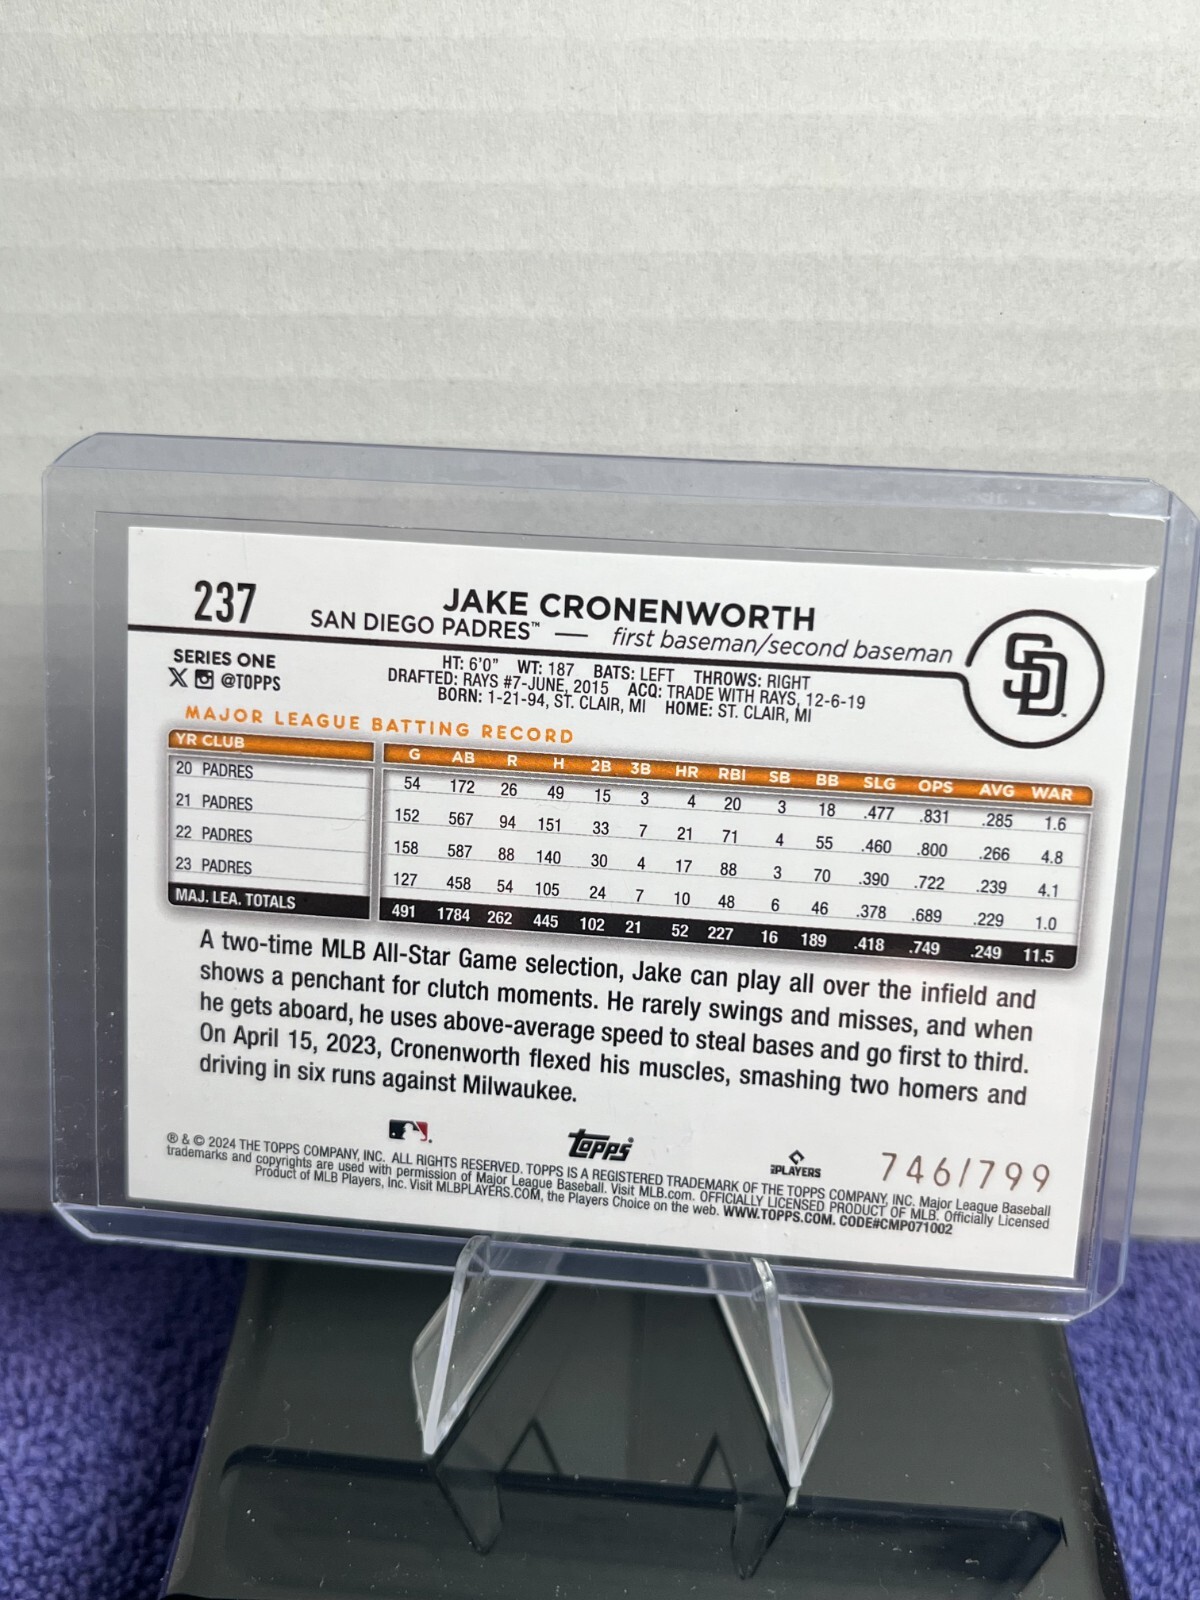 237
JAKE CRONENWORTH
SAN DIEGO PADRES™ — first baseman/second baseman
SD
SERIES ONE
X @TOPPS
HT: 6'0" WT: 187 BATS: LEFT THROWS: RIGHT
DRAFTED: RAYS #7-JUNE, 2015 ACQ: TRADE WITH RAYS, 12-6-19
BORN: 1-21-94, ST. CLAIR, MI HOME: ST. CLAIR, MI
MAJOR LEAGUE BATTING RECORD
YR CLUB G AB R H 2B 3B HR RBI SB BB SLG OPS AVG WAR
20 PADRES 54 172 26 49 15 3 4 20 3 18 .477 .831 .285 1.6
21 PADRES 152 567 94 151 33 7 21 71 4 55 .460 .800 .266 4.8
22 PADRES 158 587 88 140 30 4 17 88 3 70 .390 .722 .239 4.1
23 PADRES 127 458 54 105 24 7 10 48 6 46 .378 .689 .229 1.0
MAJ. LEA. TOTALS 491 1784 262 445 102 21 52 227 16 189 .418 .749 .249 11.5
A two-time MLB All-Star Game selection, Jake can play all over the infield and
shows a penchant for clutch moments. He rarely swings and misses, and when
he gets aboard, he uses above-average speed to steal bases and go first to third.
On April 15, 2023, Cronenworth flexed his muscles, smashing two homers and
driving in six runs against Milwaukee.
Topps®
PLAYERS
746/799
® & © 2024 THE TOPPS COMPANY, INC. ALL RIGHTS RESERVED. TOPPS IS A REGISTERED TRADEMARK OF THE TOPPS COMPANY, INC. Major League Baseball
trademarks and copyrights are used with permission of Major League Baseball. Visit MLB.com. OFFICIALLY LICENSED PRODUCT OF MLB. Officially Licensed
Product of MLB Players, Inc. Visit MLBPLAYERS.COM, the Players Choice on the web. WWW.TOPPS.COM. CODE#CMP071002